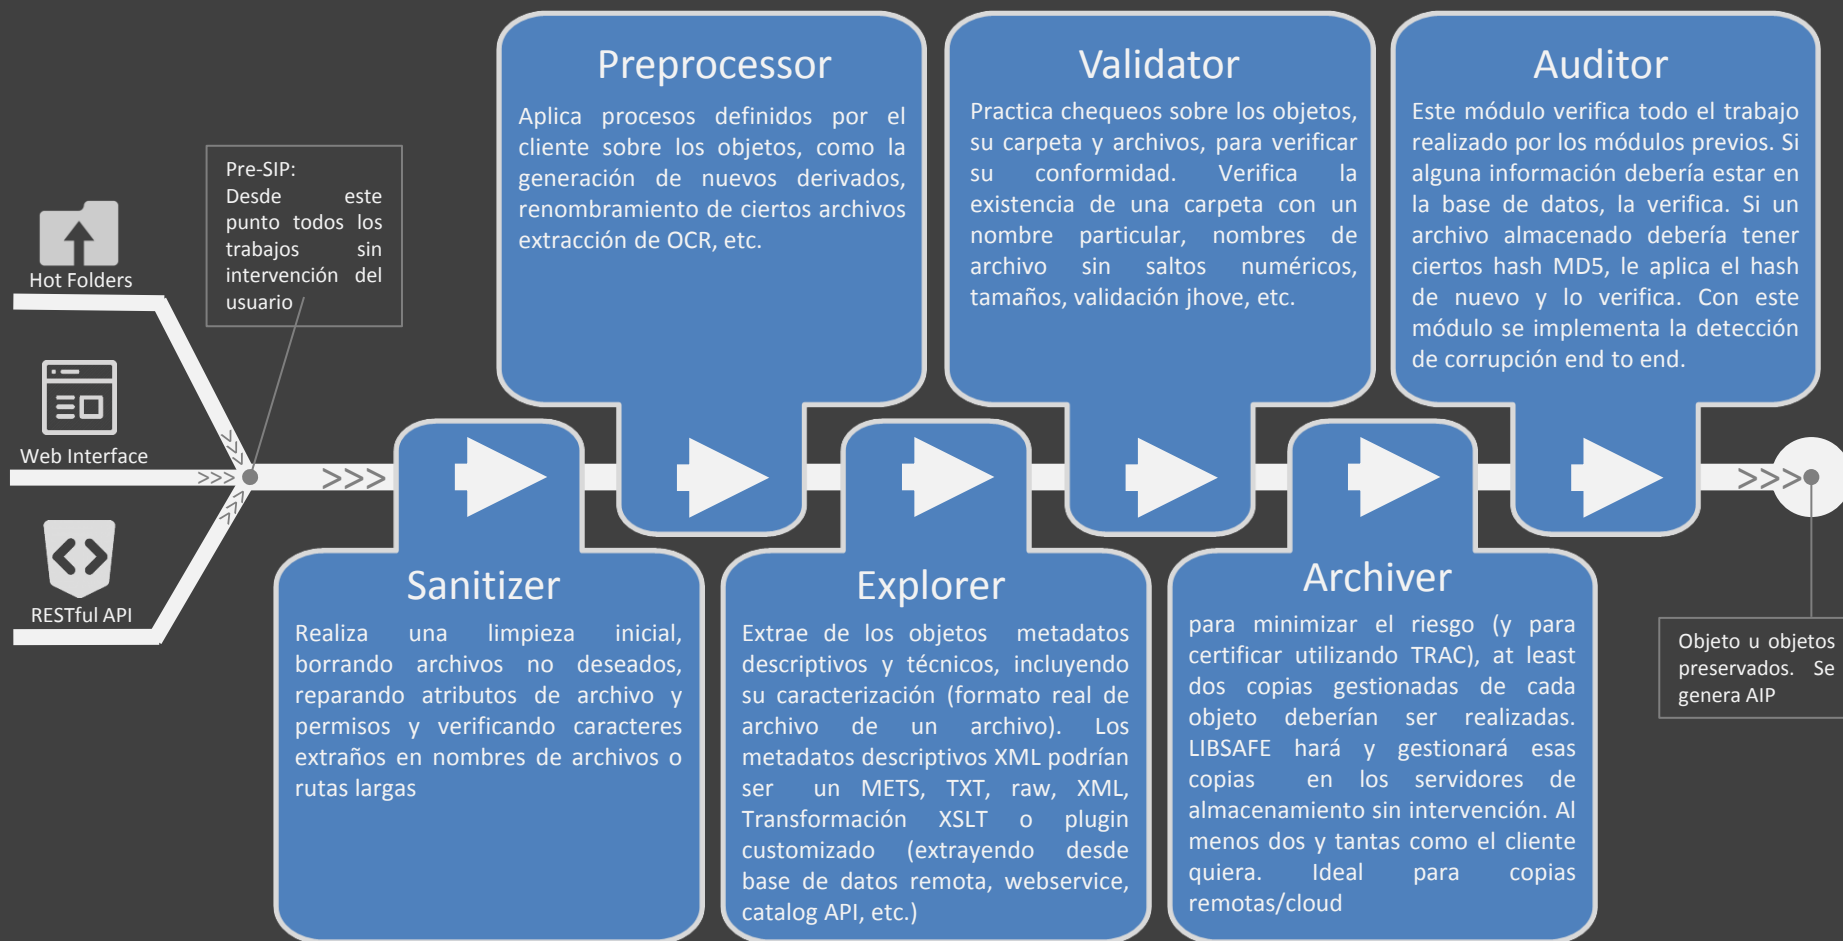 Hot Folders
Web Interface
RESTful API
Pre-SIP:
Desde este
punto todos los
trabajos sin
intervención del
usuario
>>>
>>>
>>>
>>>
Sanitizer
Realiza una limpieza inicial,
borrando archivos no deseados,
reparando atributos de archivo y
permisos y verificando caracteres
extraños en nombres de archivos o
rutas largas
Preprocessor
Aplica procesos definidos por el
cliente sobre los objetos, como la
generación de nuevos derivados,
renombramiento de ciertos archivos
extracción de OCR, etc.
Explorer
Extrae de los objetos metadatos
descriptivos y técnicos, incluyendo
su caracterización (formato real de
archivo de un archivo). Los
metadatos descriptivos XML podrían
ser un METS, TXT, raw, XML,
Transformación XSLT o plugin
customizado (extrayendo desde
base de datos remota, webservice,
catalog API, etc.)
Validator
Practica chequeos sobre los objetos,
su carpeta y archivos, para verificar
su conformidad. Verifica la
existencia de una carpeta con un
nombre particular, nombres de
archivo sin saltos numéricos,
tamaños, validación jhove, etc.
Archiver
para minimizar el riesgo (y para
certificar utilizando TRAC), at least
dos copias gestionadas de cada
objeto deberían ser realizadas.
LIBSAFE hará y gestionará esas
copias en los servidores de
almacenamiento sin intervención. Al
menos dos y tantas como el cliente
quiera. Ideal para copias
remotas/cloud
Auditor
Este módulo verifica todo el trabajo
realizado por los módulos previos. Si
alguna información debería estar en
la base de datos, la verifica. Si un
archivo almacenado debería tener
ciertos hash MD5, le aplica el hash
de nuevo y lo verifica. Con este
módulo se implementa la detección
de corrupción end to end.
>>>
Objeto u objetos
preservados. Se
genera AIP